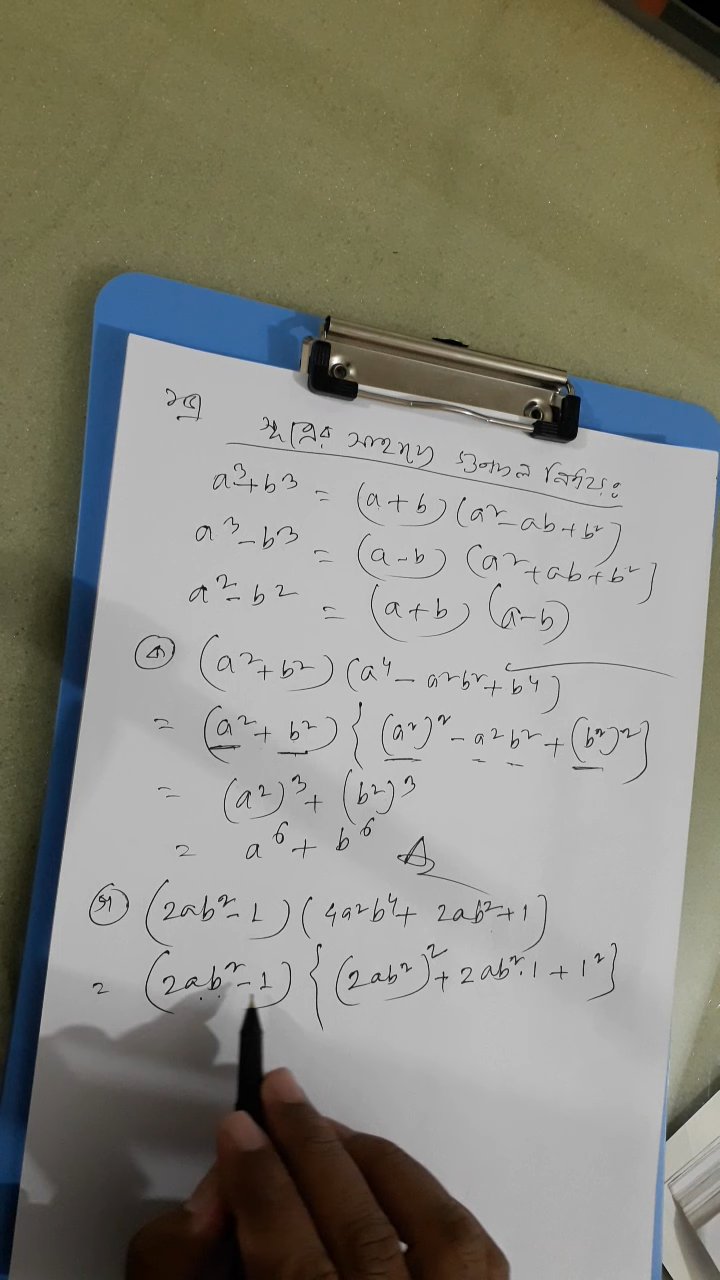 সূত্রের সাহায্যে গুণফল নির্ণয়ঃ
a³+b³ = (a+b)(a²-ab+b²)
a³-b³ = (a-b)(a²+ab+b²)
a²-b² = (a+b)(a-b)
ক (a²+b²)(a⁴-a²b²+b⁴)
= (a²+b²){(a²)²-a²b²+(b²)²}
= (a²)³+(b²)³
= a⁶+b⁶
(2ab²-1)(4a²b⁴+2ab²+1)
= (2ab²-1){(2ab²)²+2ab².1+1²}